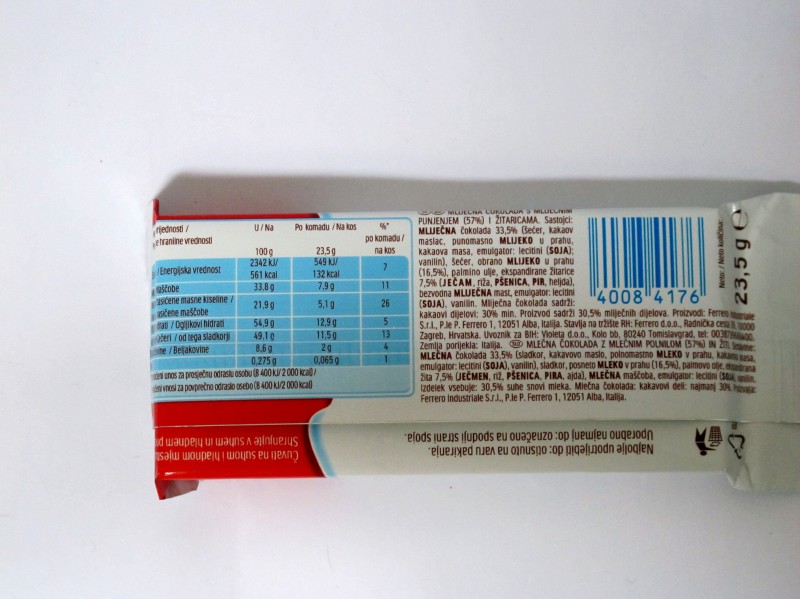 rijednosti / U / Na Po komadu / Na kos %*
hranilne vrednosti po komadu /
100 g 23,5 g na kos
/ Energijska vrednost 2342 kJ/ 549 kJ/ 7
561 kcal 132 kcal
maščobe 33,8 g 7,9 g 11
zasićene masne kiseline / 21,9 g 5,1 g 26
nasičene maščobe
hidrati / Ogljikovi hidrati 54,9 g 12,9 g 5
šećeri / od tega sladkorji 49,1 g 11,5 g 13
/ Beljakovine 8,6 g 2 g 4
0,275 g 0,065 g 1
unos za prosječnu odraslu osobu (8 400 kJ/2 000 kcal) /
vnosi za povprečno odraslo osebo (8 400 kJ/2 000 kcal)
MLIJEČNA ČOKOLADA S MLIJEČNIM
PUNJENJEM (57%) I ŽITARICAMA. Sastojci:
MLIJEČNA čokolada 33,5% (šećer, kakaov
maslac, punomasno MLIJEKO u prahu,
kakaova masa, emulgator: lecitini (SOJA);
vanilin), šećer, obrano MLIJEKO u prahu
(16,5%), palmino ulje, ekspandirane žitarice
7,5% (JEČAM, riža, PŠENICA, PIR, heljda),
bezvodna MLIJEČNA mast, emulgator: lecitini
(SOJA), vanilin. Mliječna čokolada sadrži:
kakaovi dijelovi: 30% min. Proizvod sadrži 30,5% mliječnih dijelova. Proizvodi: Ferrero Industriale
S.r.l., P.le P. Ferrero 1, 12051 Alba, Italija. Stavlja na tržište RH: Ferrero d.o.o., Radnička cesta 10000
Zagreb, Hrvatska. Uvoznik za BIH: Violeta d.o.o., Kolo bb, 80240 Tomislavgrad, tel:
Zemlja porijekla: Italija. MLEČNA ČOKOLADA Z MLEČNIM POLNILOM (57%) IN ŽITI. Sestavine:
MLEČNA čokolada 33,5% (sladkor, kakavovo maslo, polnomastno MLEKO v prahu, kakavova masa,
emulgator: lecitini (SOJA), vanilin), sladkor, posneto MLEKO v prahu (16,5%), palmovo olje,
žita 7,5% (JEČMEN, riž, PŠENICA, PIRA, ajda), MLEČNA maščoba, emulgator: lecitini (SOJA), vanilin.
Izdelek vsebuje: 30,5% suhe snovi mleka. Mlečna čokolada: kakavovi deli: najmanj 30%. Proizvaja:
Ferrero Industriale S.r.l., P.le P. Ferrero 1, 12051 Alba, Italija.
4008 4176
Neto: / Neto količina:
23,5 g e
Najbolje upotrijebiti do: otisnuto na varu pakiranja.
Uporabno najmanj do: označeno na spodnji strani spoja.
Čuvati na suhom i hladnom mjestu
Shranjujte v suhem in hladnem